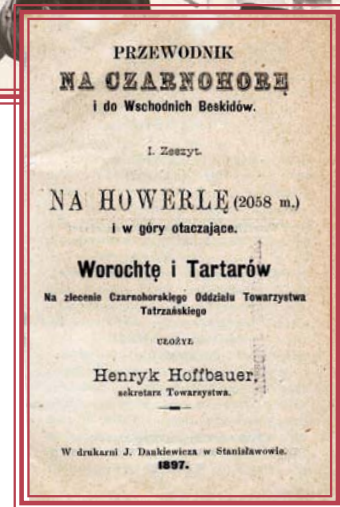 PRZEWODNIK
NA CZARNOHORĘ
i do Wschodnich Beskidów.
I. Zeszyt.
NA HOWERLĘ (2058 m.)
i w góry otaczające.
Worochtę i Tartarów
Na zlecenie Czarnohorskiego Oddziału Towarzystwa
Tatrzańskiego
UŁOŻYŁ
Henryk Hoffbauer,
sekretarz Towarzystwa.
W drukarni J. Dankiewicza w Stanisławowie.
1897.